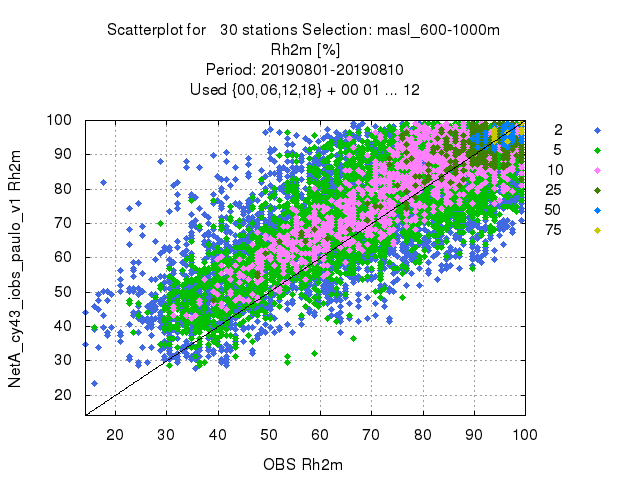 Scatterplot for 30 stations Selection: masl_600-1000m
Rh2m [%]
Period: 20190801-20190810
Used {00,06,12,18} + 00 01 ... 12
100
90
80
70
60
50
40
30
20
NetA_cy43_iobs_paulo_v1 Rh2m
20 30 40 50 60 70 80 90 100
OBS Rh2m
2
5
10
25
50
75